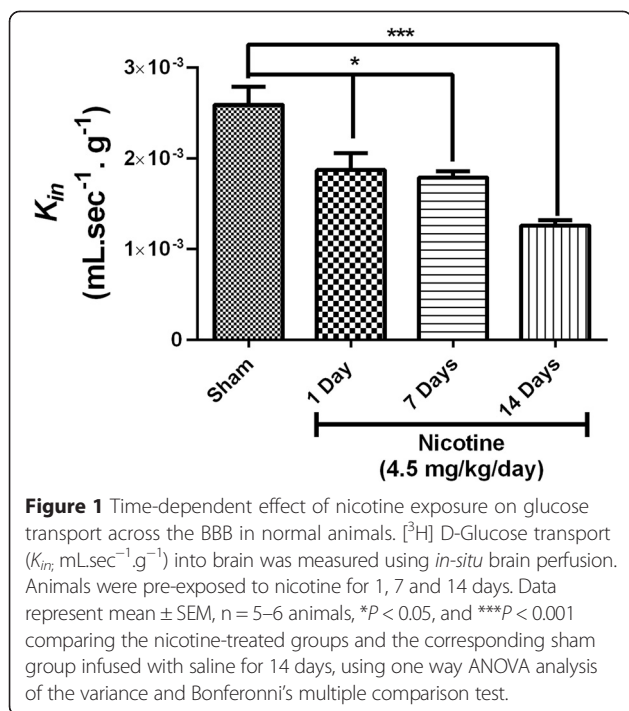 ***
*
3×10⁻³
2×10⁻³
1×10⁻³
0
Kin
(mL.sec⁻¹ . g⁻¹)
Sham
1 Day
7 Days
14 Days
Nicotine
(4.5 mg/kg/day)
Figure 1 Time-dependent effect of nicotine exposure on glucose
transport across the BBB in normal animals. [³H] D-Glucose transport
(Kin; mL.sec⁻¹.g⁻¹) into brain was measured using in-situ brain perfusion.
Animals were pre-exposed to nicotine for 1, 7 and 14 days. Data
represent mean ± SEM, n = 5–6 animals, *P < 0.05, and ***P < 0.001
comparing the nicotine-treated groups and the corresponding sham
group infused with saline for 14 days, using one way ANOVA analysis
of the variance and Bonferonni's multiple comparison test.